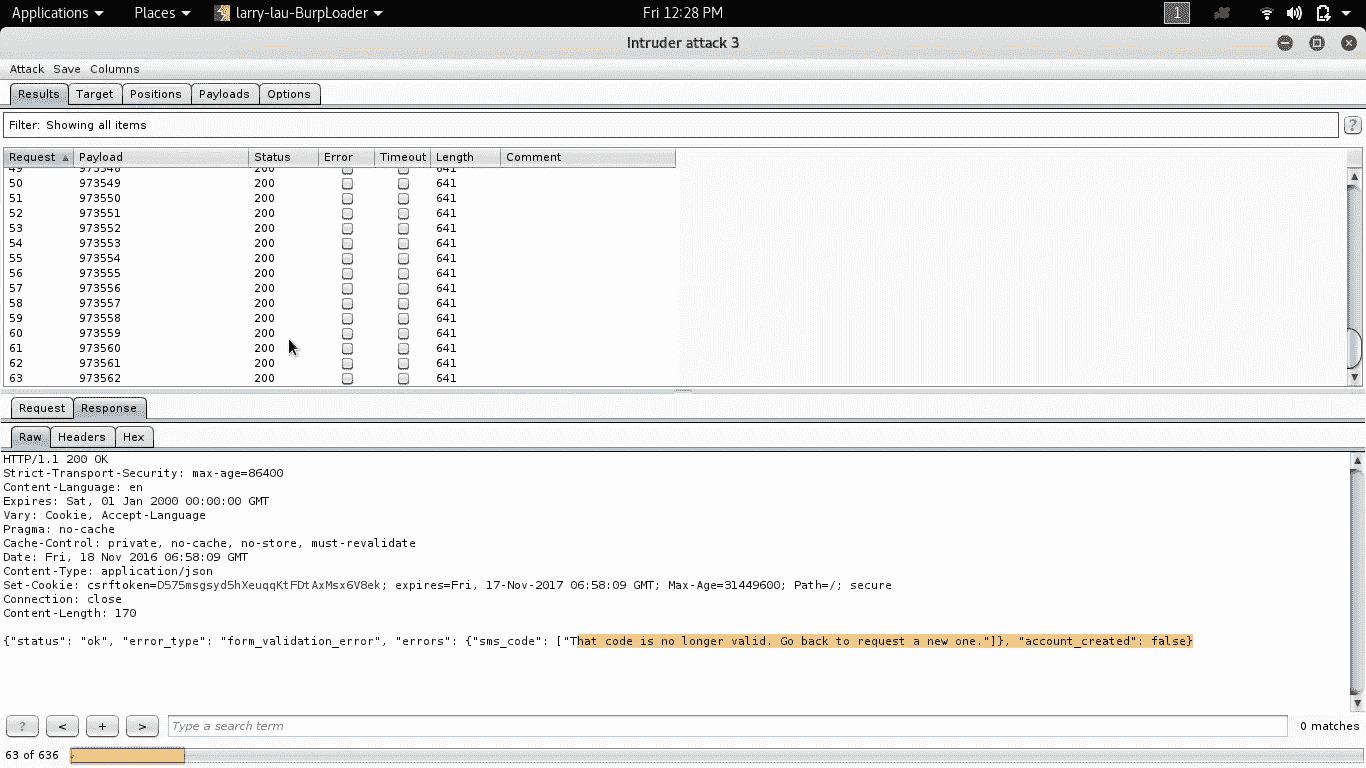 Applications Places larry-lau-BurpLoader Fri 12:28 PM 1
Intruder attack 3
Attack Save Columns
Results Target Positions Payloads Options
Filter: Showing all items ?
Request Payload Status Error Timeout Length Comment
49 973548 200 641
50 973549 200 641
51 973550 200 641
52 973551 200 641
53 973552 200 641
54 973553 200 641
55 973554 200 641
56 973555 200 641
57 973556 200 641
58 973557 200 641
59 973558 200 641
60 973559 200 641
61 973560 200 641
62 973561 200 641
63 973562 200 641
Request Response
Raw Headers Hex
HTTP/1.1 200 OK
Strict-Transport-Security: max-age=86400
Content-Language: en
Expires: Sat, 01 Jan 2000 00:00:00 GMT
Vary: Cookie, Accept-Language
Pragma: no-cache
Cache-Control: private, no-cache, no-store, must-revalidate
Date: Fri, 18 Nov 2016 06:58:09 GMT
Content-Type: application/json
Set-Cookie: csrftoken=D575msgsyd5hXeuqqKtFDtAxMsx6V8ek; expires=Fri, 17-Nov-2017 06:58:09 GMT; Max-Age=31449600; Path=/; secure
Connection: close
Content-Length: 170
{"status": "ok", "error_type": "form_validation_error", "errors": {"sms_code": ["That code is no longer valid. Go back to request a new one."]}, "account_created": false}
? < + > Type a search term 0 matches
63 of 636